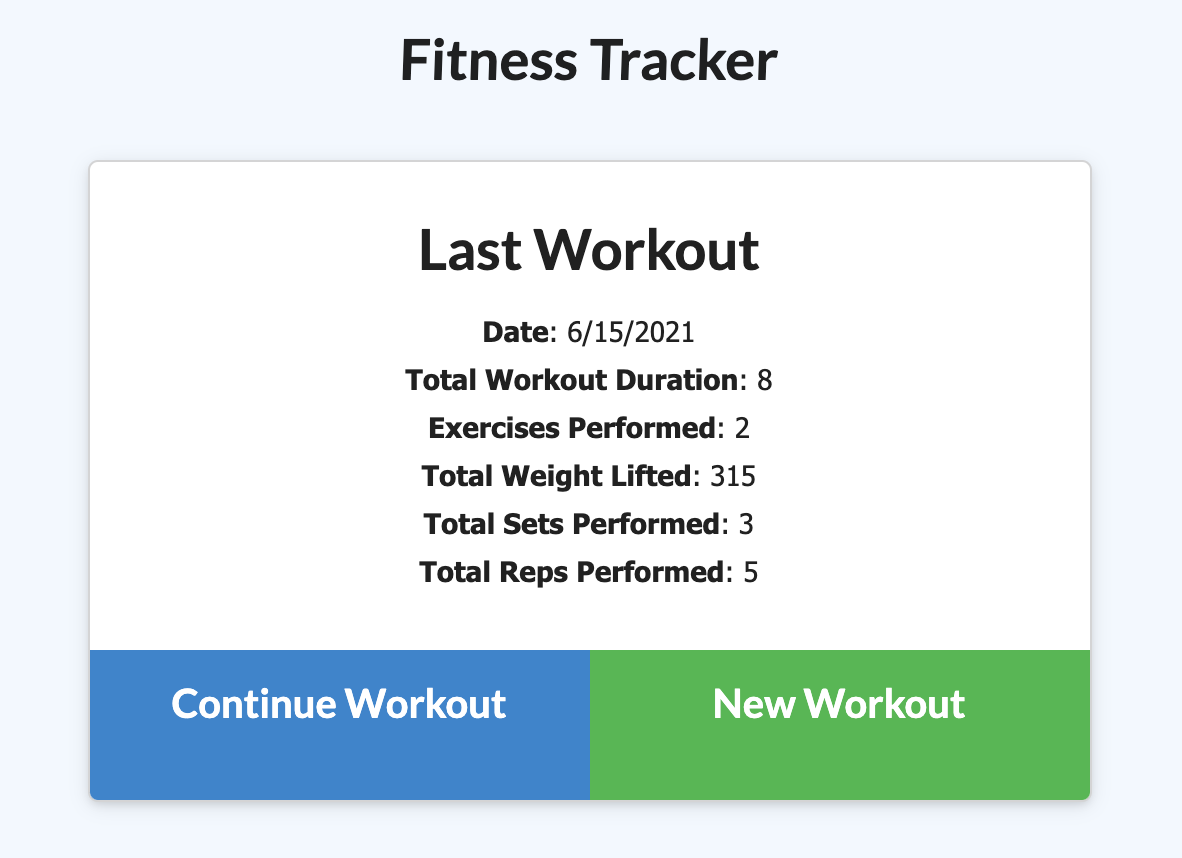 Fitness Tracker
Last Workout
Date: 6/15/2021
Total Workout Duration: 8
Exercises Performed: 2
Total Weight Lifted: 315
Total Sets Performed: 3
Total Reps Performed: 5
Continue Workout
New Workout